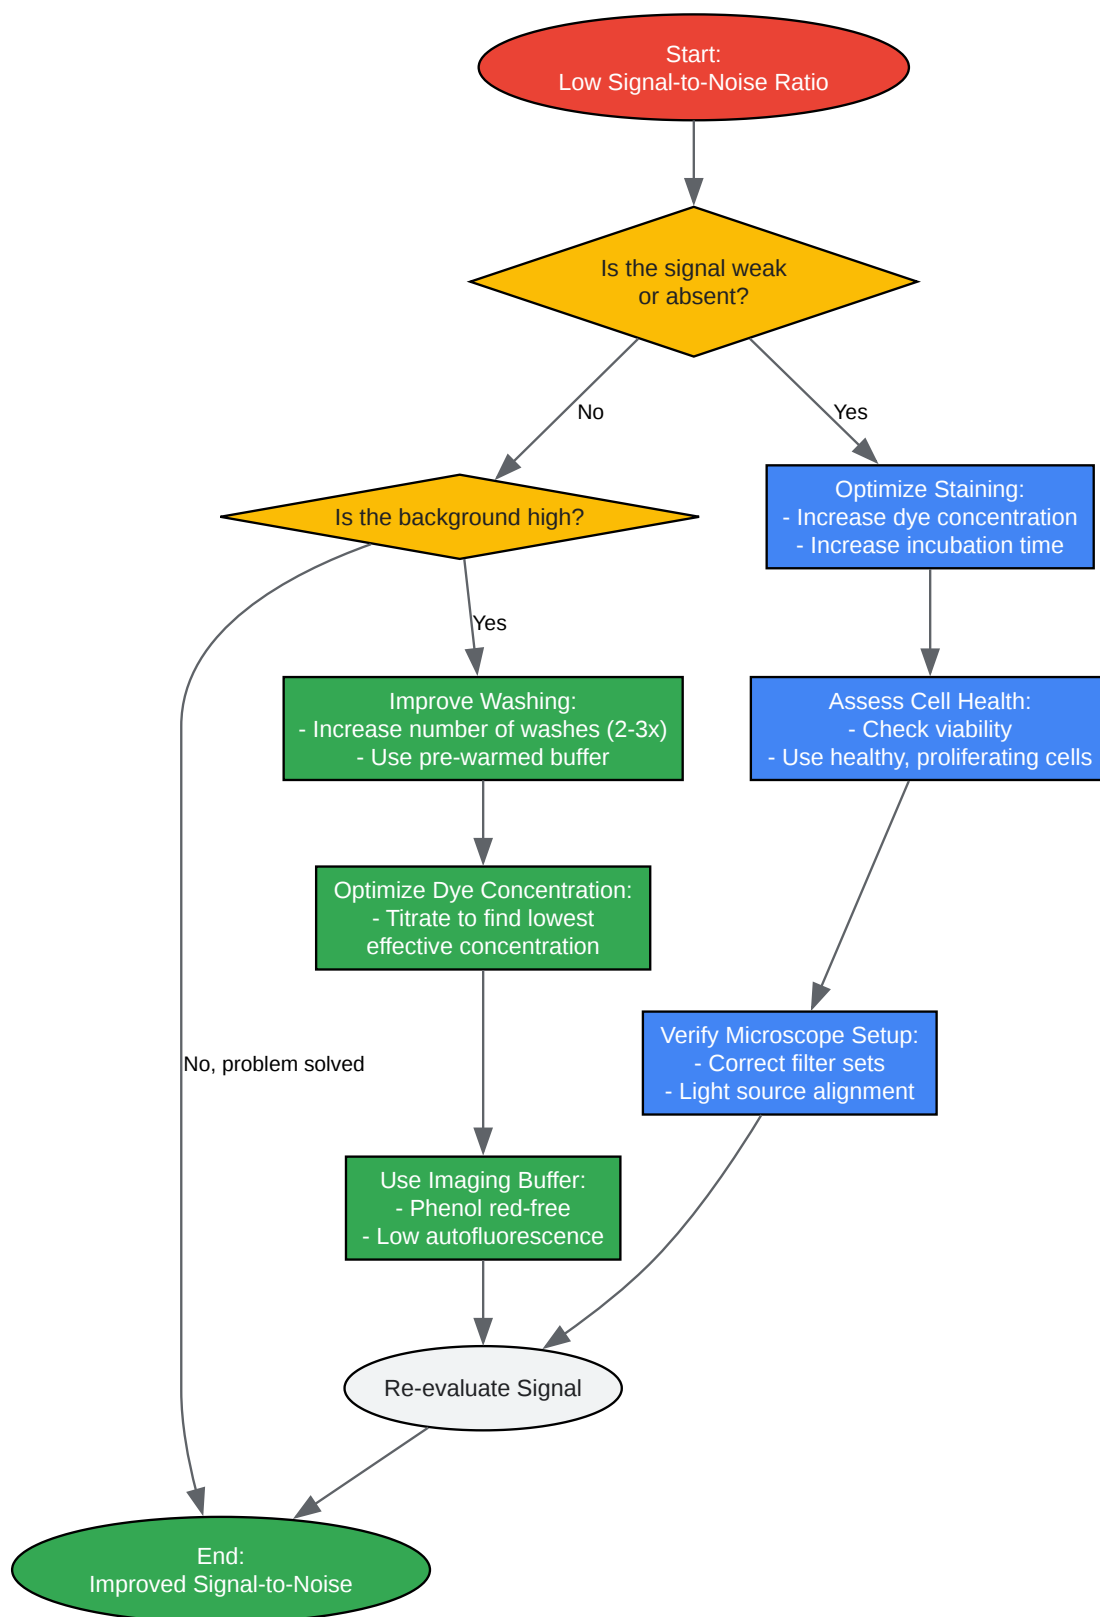 Start:
Low Signal-to-Noise Ratio
Is the signal weak
or absent?
No
Yes
Is the background high?
Optimize Staining:
- Increase dye concentration
- Increase incubation time
Yes
Improve Washing:
- Increase number of washes (2-3x)
- Use pre-warmed buffer
Assess Cell Health:
- Check viability
- Use healthy, proliferating cells
Optimize Dye Concentration:
- Titrate to find lowest
effective concentration
No, problem solved
Verify Microscope Setup:
- Correct filter sets
- Light source alignment
Use Imaging Buffer:
- Phenol red-free
- Low autofluorescence
Re-evaluate Signal
End:
Improved Signal-to-Noise